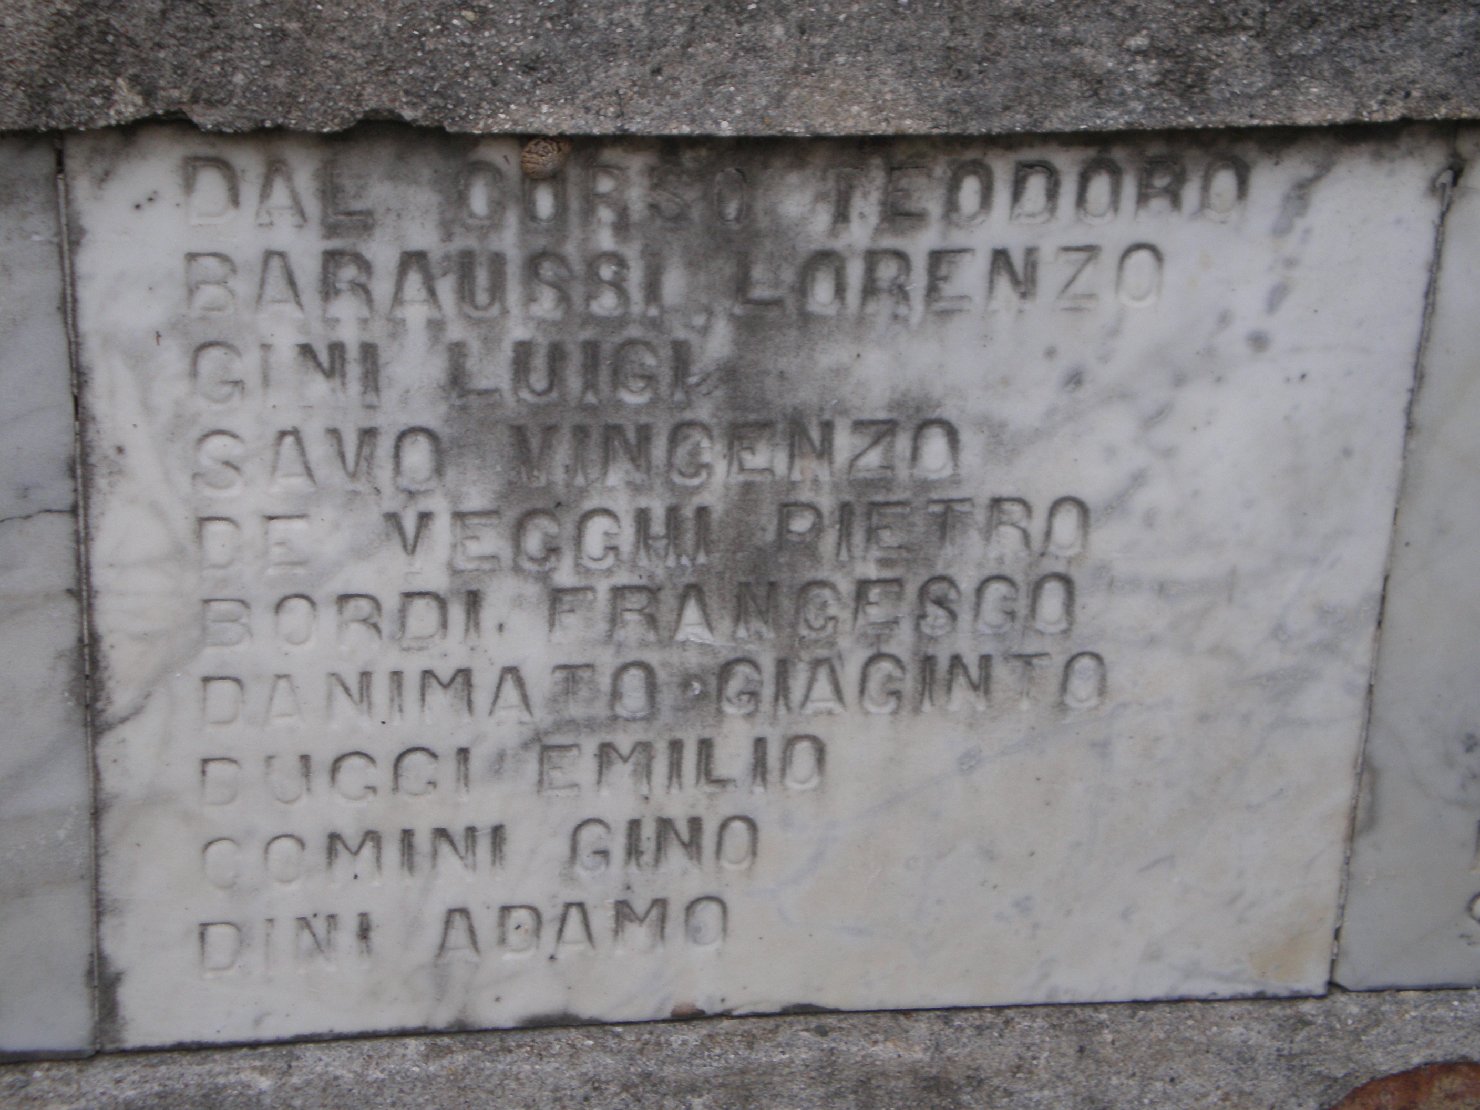 DAL CORSO TEODORO
BARAUSSI LORENZO
GINI LUIGI
SAVO VINCENZO
DE VECCHI PIETRO
BORDI FRANCESCO
DANIMATO GIACINTO
BUCCI EMILIO
COMINI GINO
DINI ADAMO